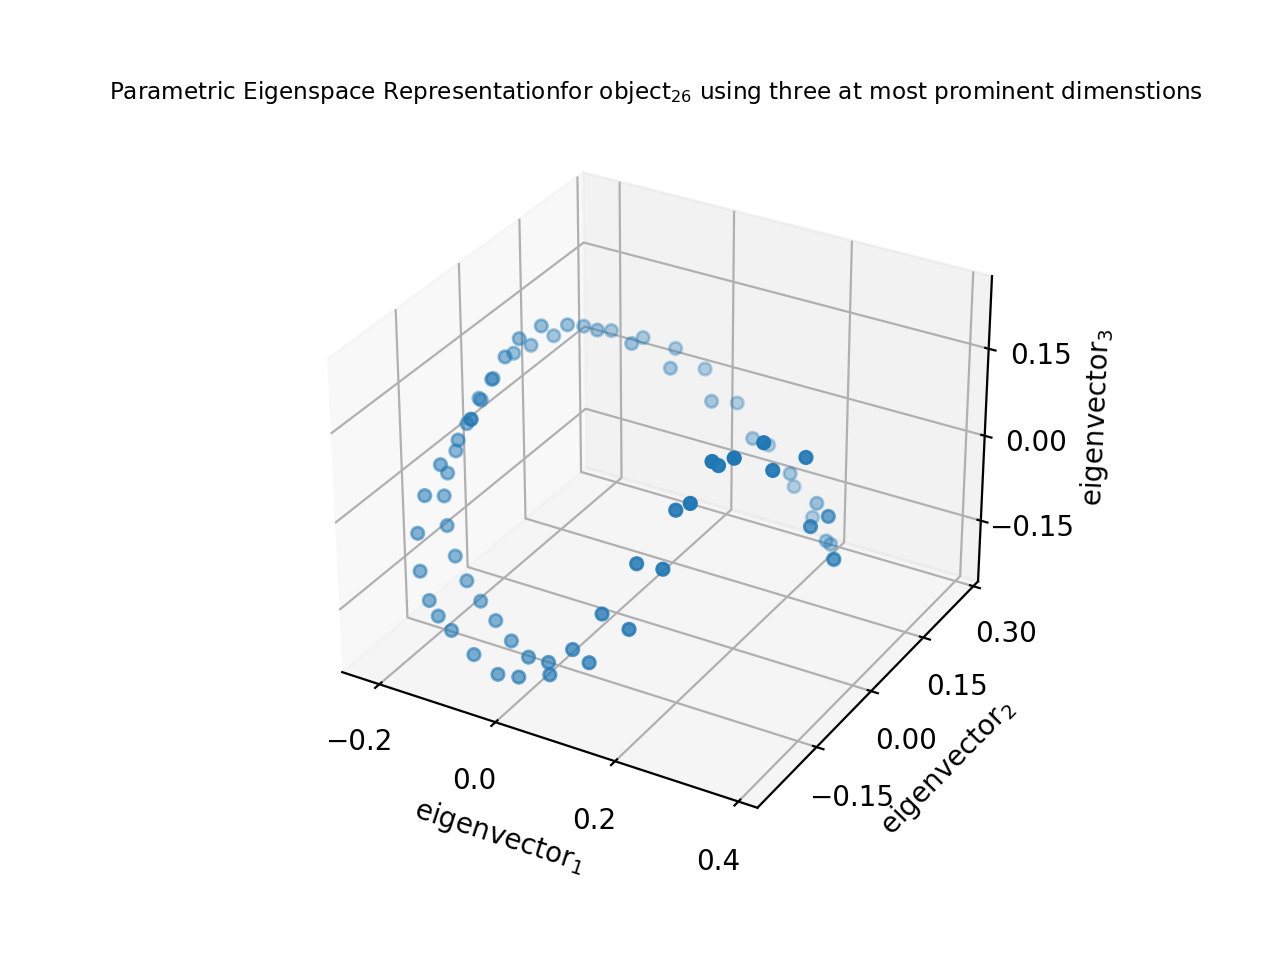 Parametric Eigenspace Representationfor object₂₆ using three at most prominent dimenstions
0.15
0.00
−0.15
eigenvector₃
0.30
0.15
0.00
−0.15
eigenvector₂
−0.2
0.0
0.2
0.4
eigenvector₁